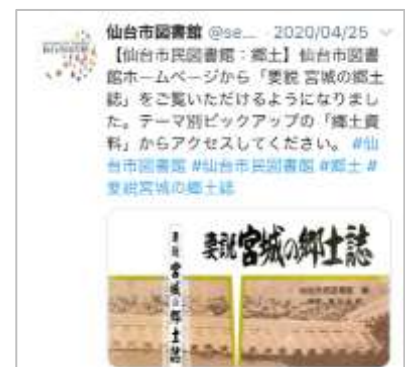 仙台市図書館 @se... · 2020/04/25
【仙台市民図書館：郷土】仙台市図書
館ホームページから「要説 宮城の郷土
誌」をご覧いただけるようになりまし
た。テーマ別ピックアップの「郷土資
料」からアクセスしてください。 #仙
台市図書館 #仙台市民図書館 #郷土 #
要説宮城の郷土誌
要説 宮城の郷土誌
要説宮城の郷土誌